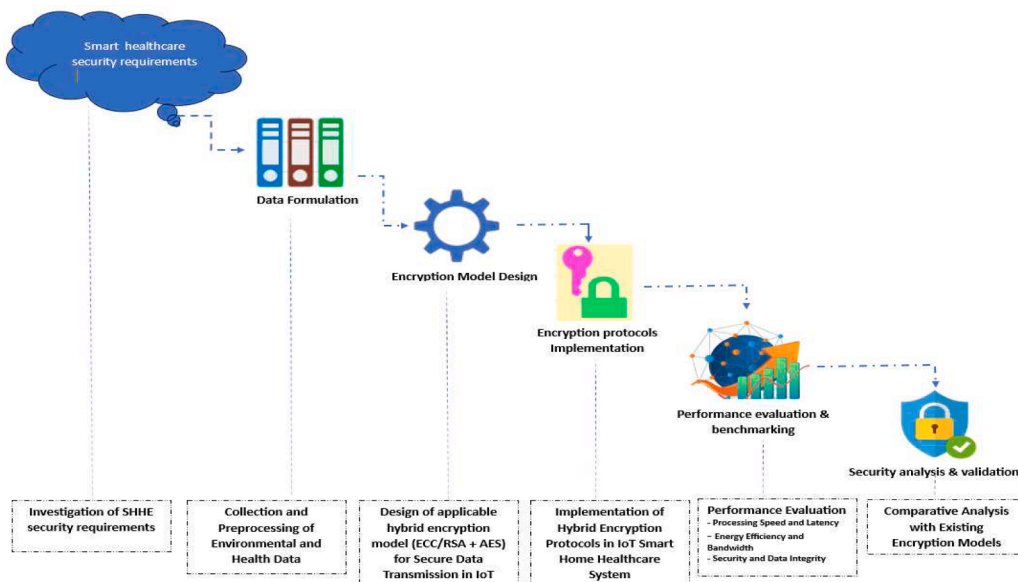 Smart healthcare
security requirements
Data Formulation
Encryption Model Design
Encryption protocols
Implementation
Performance evaluation &
benchmarking
Security analysis & validation
Investigation of SHHE
security requirements
Collection and
Preprocessing of
Environmental and
Health Data
Design of applicable
hybrid encryption
model (ECC/RSA + AES)
for Secure Data
Transmission in IoT
Implementation of
Hybrid Encryption
Protocols in IoT Smart
Home Healthcare
System
Performance Evaluation
- Processing Speed and Latency
– Energy Efficiency and
Bandwidth
- Security and Data Integrity
Comparative Analysis
with Existing
Encryption Models